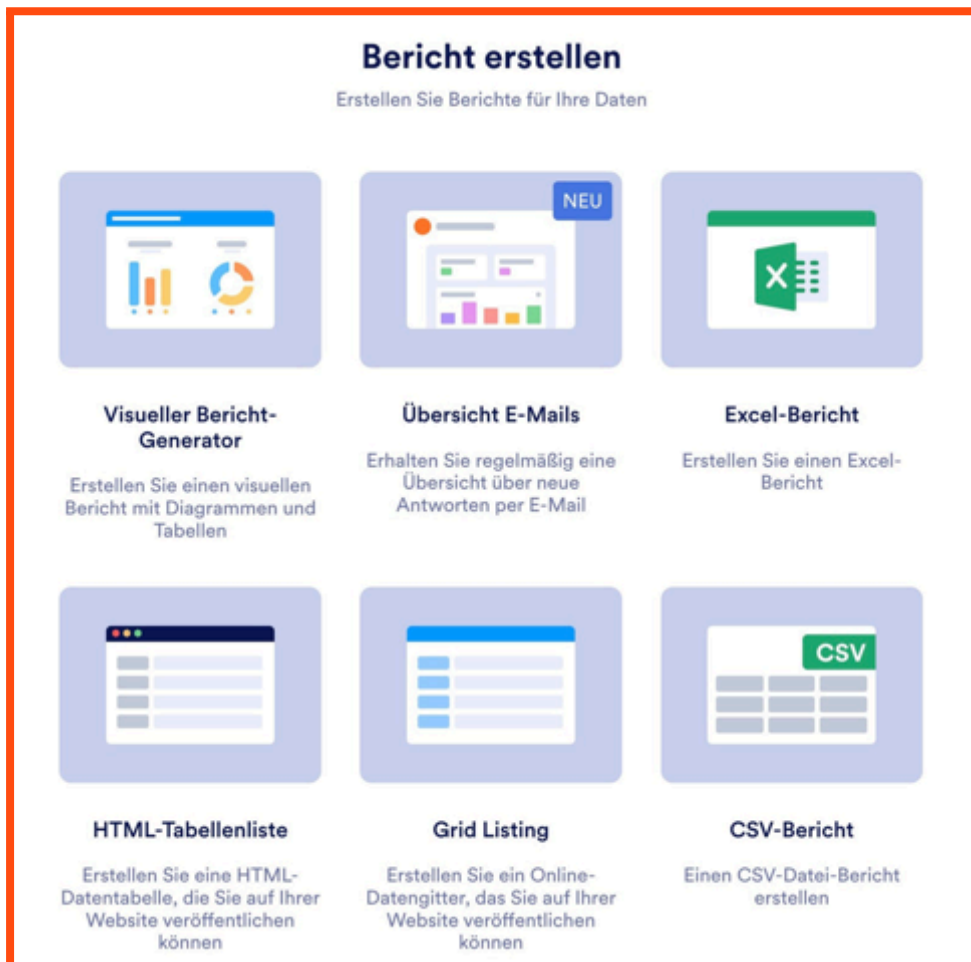 Bericht erstellen
Erstellen Sie Berichte für Ihre Daten
NEU
X
Visueller Bericht-
Generator
Erstellen Sie einen visuellen
Bericht mit Diagrammen und
Tabellen
Übersicht E-Mails
Erhalten Sie regelmäßig eine
Übersicht über neue
Antworten per E-Mail
Excel-Bericht
Erstellen Sie einen Excel-
Bericht
CSV
HTML-Tabellenliste
Erstellen Sie eine HTML-
Datentabelle, die Sie auf Ihrer
Website veröffentlichen
können
Grid Listing
Erstellen Sie ein Online-
Datengitter, das Sie auf Ihrer
Website veröffentlichen
können
CSV-Bericht
Einen CSV-Datei-Bericht
erstellen